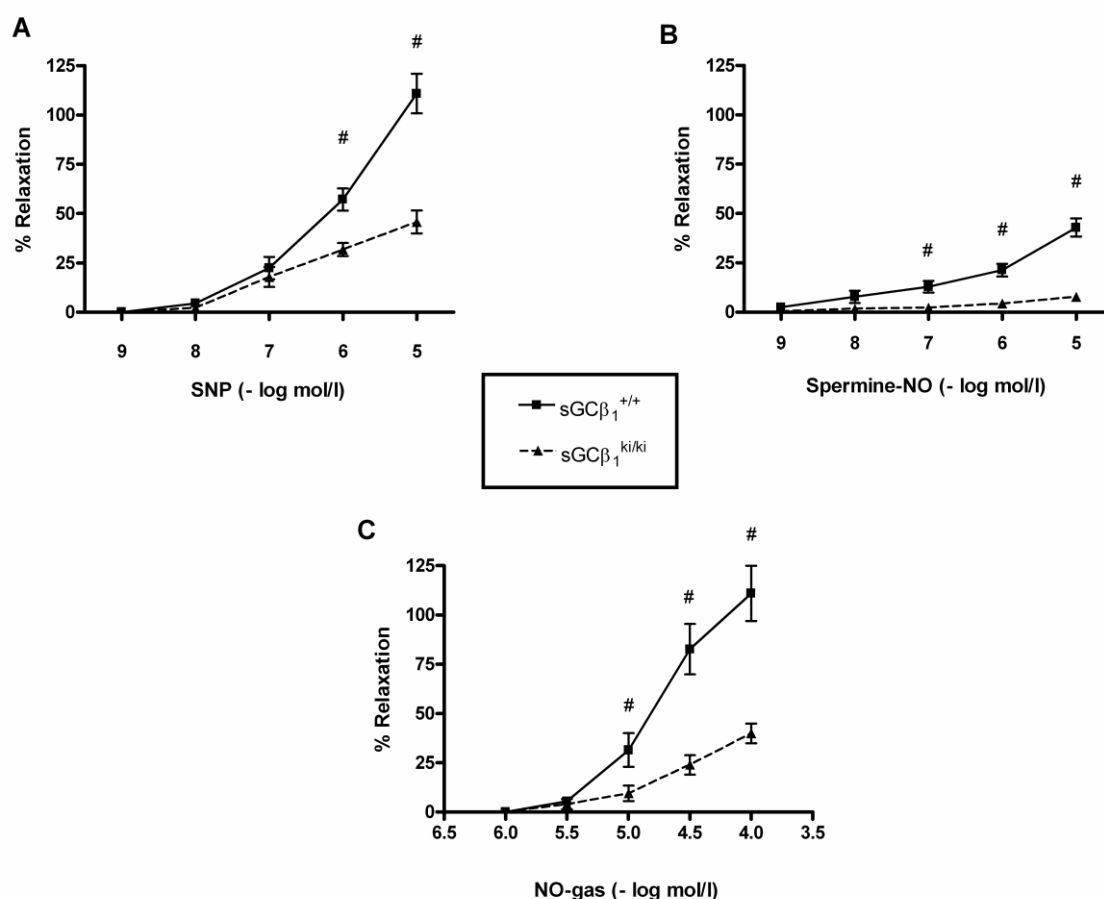 A
#
#
125
100
75
50
25
0
% Relaxation
9 8 7 6 5
SNP (- log mol/l)
B
#
#
#
125
100
75
50
25
0
% Relaxation
9 8 7 6 5
Spermine-NO (- log mol/l)
sGCβ₁⁺/⁺
sGCβ₁ᵏⁱ/ᵏⁱ
C
#
#
#
125
100
75
50
25
0
% Relaxation
6.5 6.0 5.5 5.0 4.5 4.0 3.5
NO-gas (- log mol/l)